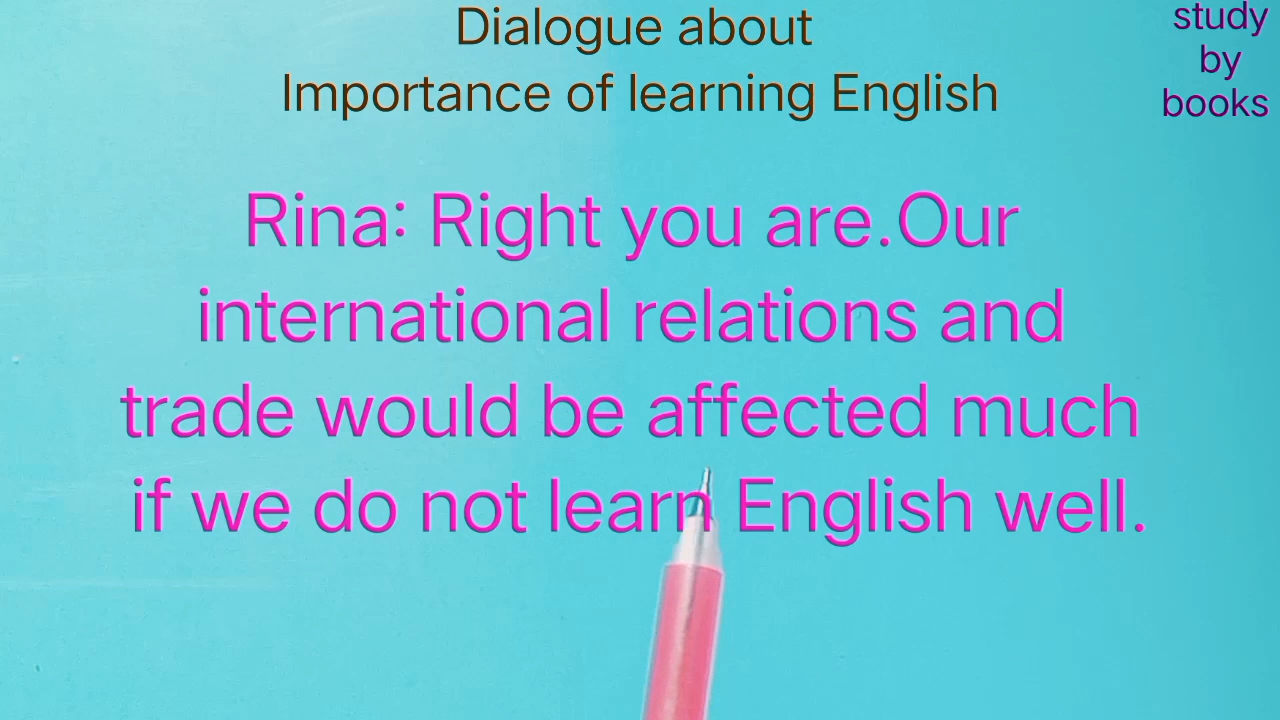 Dialogue about
Importance of learning English
study
by
books
Rina: Right you are.Our
international relations and
trade would be affected much
if we do not learn English well.